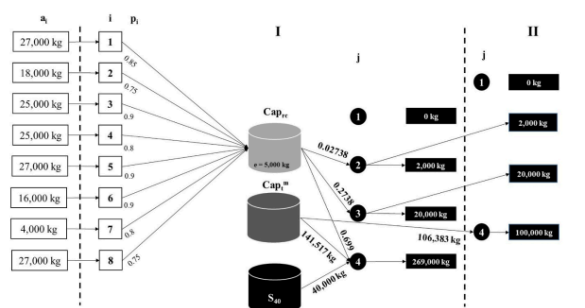 aᵢ i pᵢ I II
j j
27,000 kg 1 0.85
18,000 kg 2 0.75
25,000 kg 3 0.9
25,000 kg 4 0.8
27,000 kg 5 0.9
16,000 kg 6 0.9
4,000 kg 7 0.8
27,000 kg 8 0.75
Capₑc
e = 5,000 kg
Capₜᵐ
S₄₀
0.02738
0.2738
0.699
141,517 kg
40,000 kg
106,383 kg
1 0 kg
2 2,000 kg
3 20,000 kg
4 269,000 kg
1 0 kg
2,000 kg
20,000 kg
4 100,000 kg